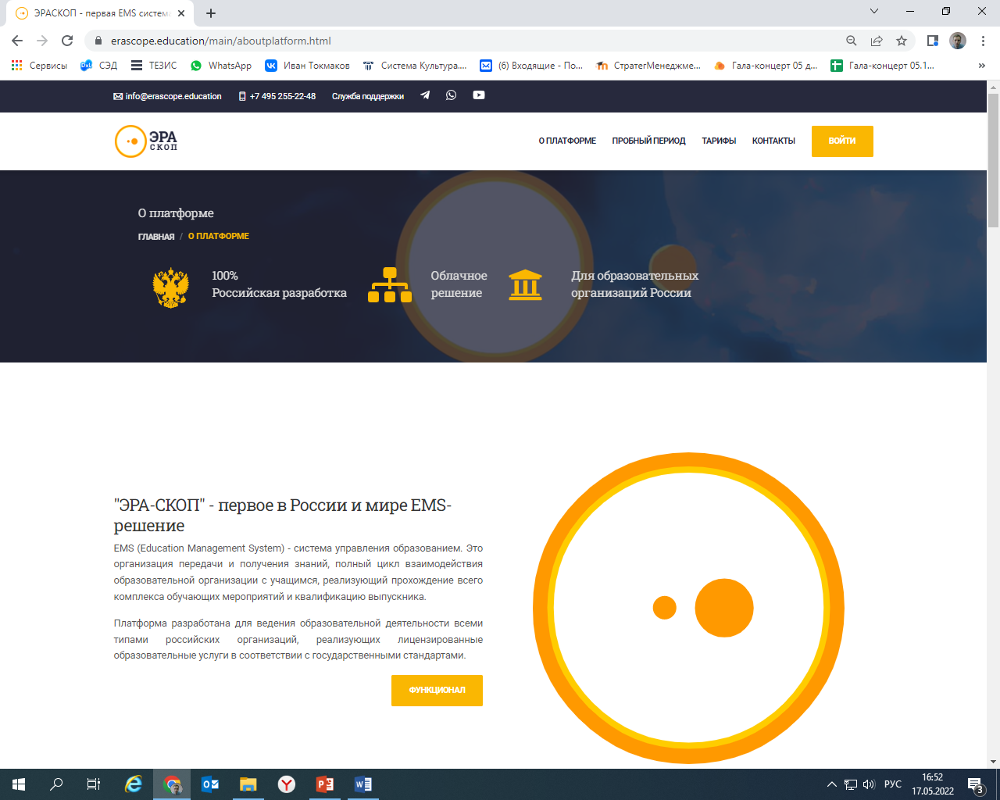 ЭРАСКОП - первая EMS система
erascope.education/main/aboutplatform.html
Сервисы
СЭД
ТЕЗИС
WhatsApp
Иван Токмаков
Система Культура....
(6) Входящие - По...
СтратегМенеджме...
Гала-концерт 05 д...
Гала-концерт 05.1...
»
info@erascope.education
+7 495 255-22-48
Служба поддержки
ЭРА
СКОП
О ПЛАТФОРМЕ
ПРОБНЫЙ ПЕРИОД
ТАРИФЫ
КОНТАКТЫ
ВОЙТИ
О платформе
ГЛАВНАЯ / О ПЛАТФОРМЕ
100%
Российская разработка
Облачное
решение
Для образовательных
организаций России
"ЭРА-СКОП" - первое в России и мире EMS-
решение
EMS (Education Management System) - система управления образованием. Это
организация передачи и получения знаний, полный цикл взаимодействия
образовательной организации с учащимся, реализующий прохождение всего
комплекса обучающих мероприятий и квалификацию выпускника.
Платформа разработана для ведения образовательной деятельности всеми
типами российских организаций, реализующих лицензированные
образовательные услуги в соответствии с государственными стандартами.
ФУНКЦИОНАЛ
РУС
16:52
17.05.2022
3